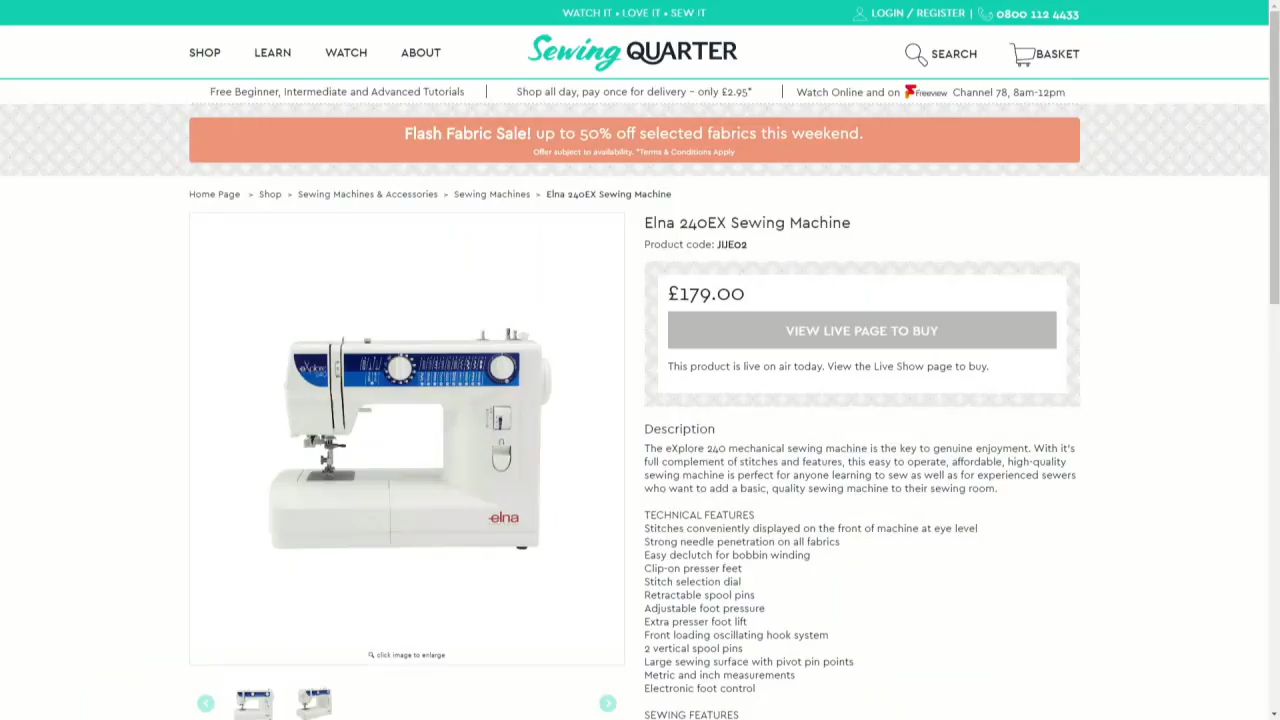 WATCH IT • LOVE IT • SEW IT
LOGIN / REGISTER | 0800 112 4433
SHOP LEARN WATCH ABOUT
Sewing QUARTER
SEARCH BASKET
Free Beginner, Intermediate and Advanced Tutorials | Shop all day, pay once for delivery - only £2.95* | Watch Online and on Freeview Channel 78, 8am-12pm
Flash Fabric Sale! up to 50% off selected fabrics this weekend.
Offer subject to availability. *Terms & Conditions Apply
Home Page > Shop > Sewing Machines & Accessories > Sewing Machines > Elna 240EX Sewing Machine
eXplore
240
elna
click image to enlarge
Elna 240EX Sewing Machine
Product code: JIJE02
£179.00
VIEW LIVE PAGE TO BUY
This product is live on air today. View the Live Show page to buy.
Description
The eXplore 240 mechanical sewing machine is the key to genuine enjoyment. With it's
full complement of stitches and features, this easy to operate, affordable, high-quality
sewing machine is perfect for anyone learning to sew as well as for experienced sewers
who want to add a basic, quality sewing machine to their sewing room.
TECHNICAL FEATURES
Stitches conveniently displayed on the front of machine at eye level
Strong needle penetration on all fabrics
Easy declutch for bobbin winding
Clip-on presser feet
Stitch selection dial
Retractable spool pins
Adjustable foot pressure
Extra presser foot lift
Front loading oscillating hook system
2 vertical spool pins
Large sewing surface with pivot pin points
Metric and inch measurements
Electronic foot control
SEWING FEATURES